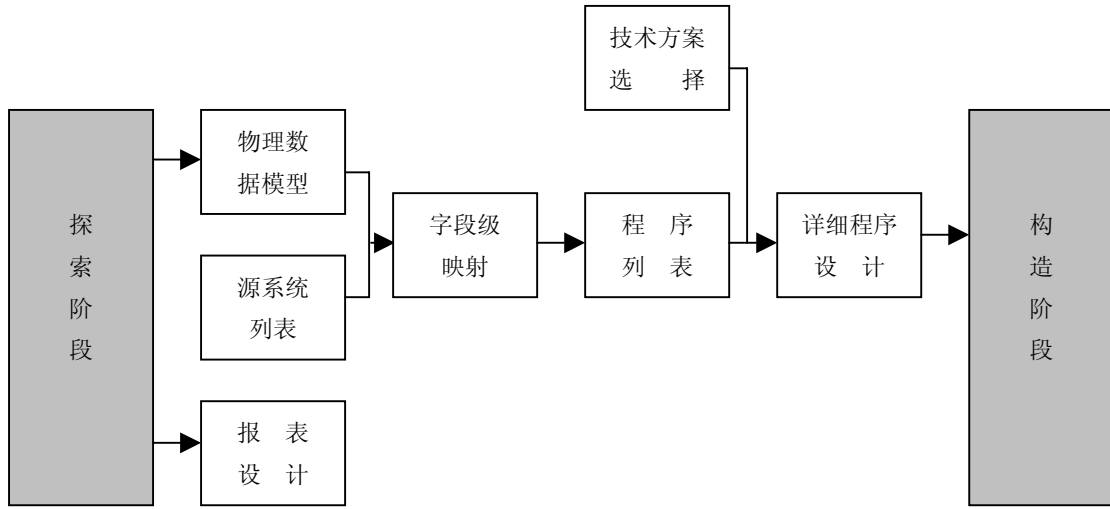 技术方案
选 择
物理数
据模型
探
索
阶
段
源系统
列表
报 表
设 计
字段级
映射
程 序
列 表
详细程序
设 计
构
造
阶
段